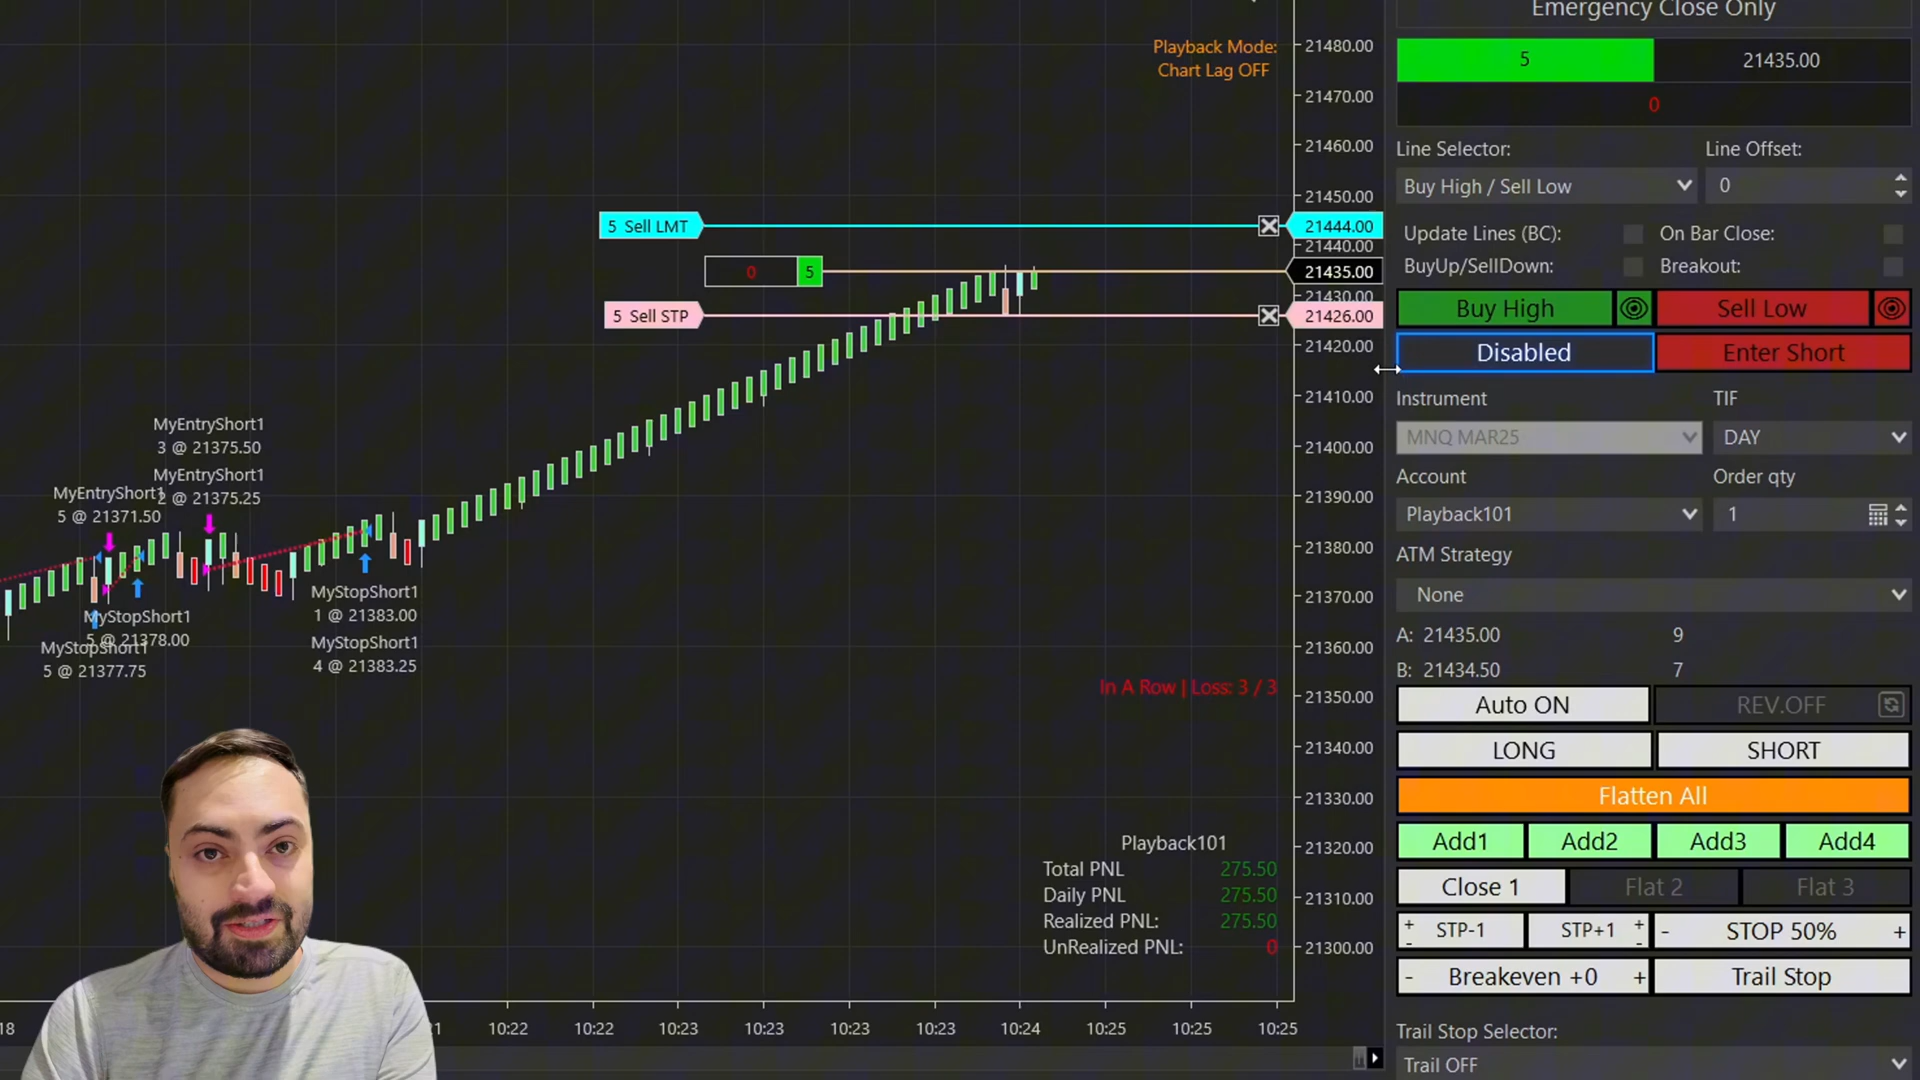 Emergency Close Only
5 21435.00
0
Line Selector: Line Offset:
Buy High / Sell Low 0
Update Lines (BC): On Bar Close:
BuyUp/SellDown: Breakout:
Buy High Sell Low
Disabled Enter Short
Instrument TIF
MNQ MAR25 DAY
Account Order qty
Playback101 1
ATM Strategy
None
A: 21435.00 9
B: 21434.50 7
Auto ON REV.OFF
LONG SHORT
Flatten All
Add1 Add2 Add3 Add4
Close 1 Flat 2 Flat 3
+ - STP-1 STP+1 + - - STOP 50% +
- Breakeven +0 + Trail Stop
Trail Stop Selector:
Trail OFF
Playback Mode:
Chart Lag OFF
5 Sell LMT
0 5
5 Sell STP
21480.00
21470.00
21460.00
21450.00
21444.00
21440.00
21435.00
21430.00
21426.00
21420.00
21410.00
21400.00
21390.00
21380.00
21370.00
21360.00
21350.00
21340.00
21330.00
21320.00
21310.00
21300.00
MyEntryShort1
3 @ 21375.50
MyEntryShort1
2 @ 21375.25
MyEntryShort1
5 @ 21371.50
MyStopShort1
5 @ 21378.00
MyStopShort1
5 @ 21377.75
MyStopShort1
1 @ 21383.00
MyStopShort1
4 @ 21383.25
In A Row | Loss: 3 / 3
Playback101
Total PNL 275.50
Daily PNL 275.50
Realized PNL: 275.50
UnRealized PNL: 0
18 21 10:22 10:22 10:23 10:23 10:23 10:23 10:24 10:25 10:25 10:25